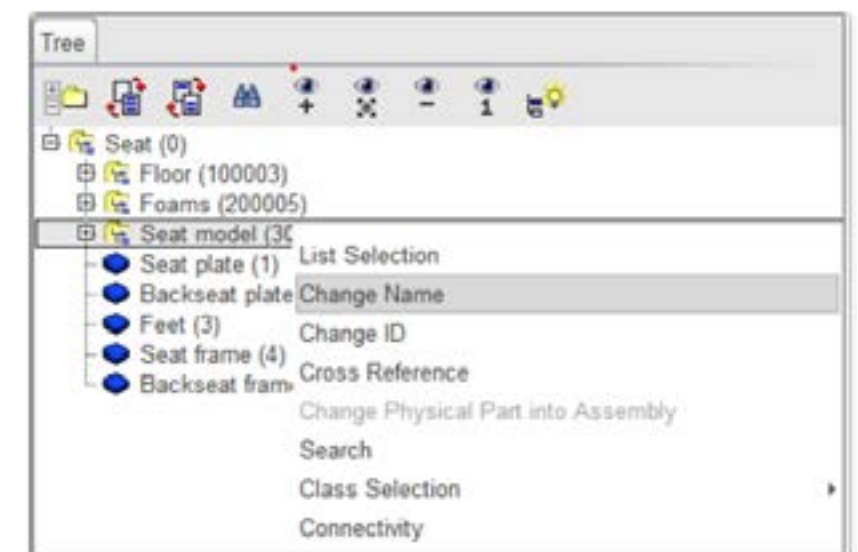 Tree
1
Seat (0)
Floor (100003)
Foams (200005)
Seat model (30
List Selection
Seat plate (1)
Backseat plate
Change Name
Feet (3)
Change ID
Seat frame (4)
Cross Reference
Backseat fram
Change Physical Part into Assembly
Search
Class Selection
Connectivity